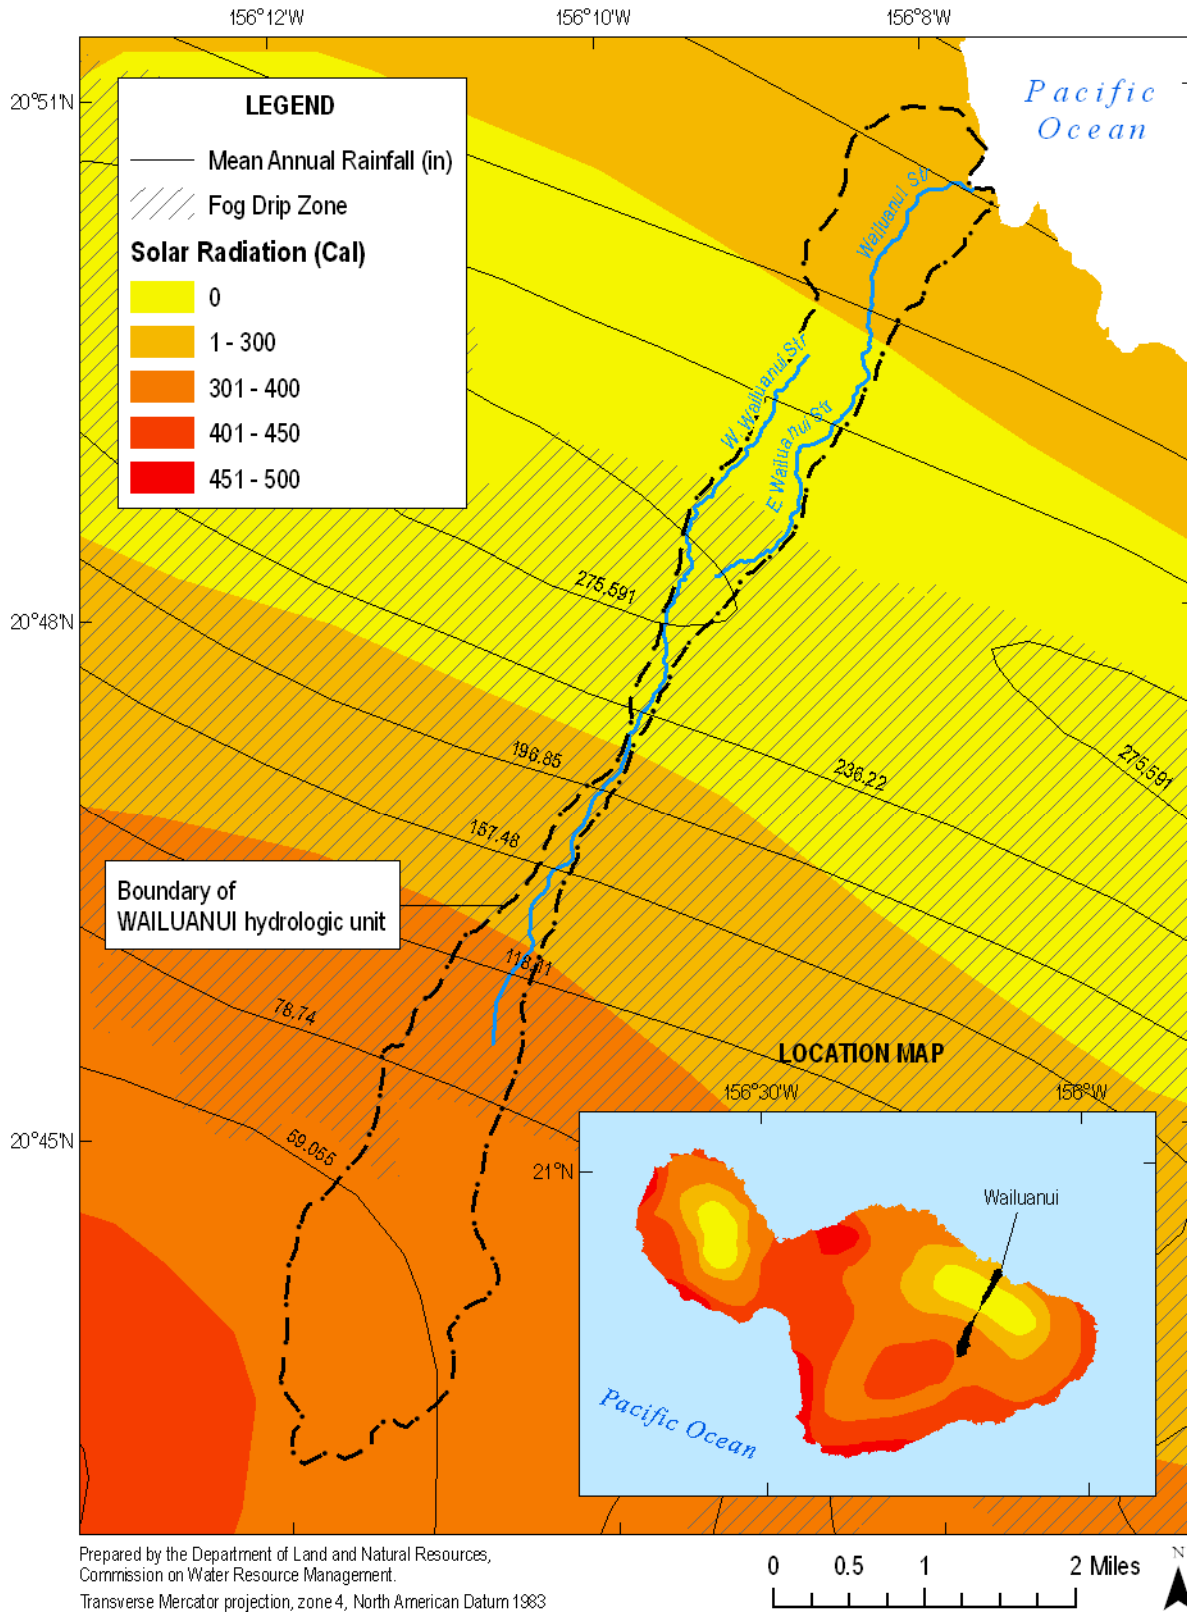 156°12'W
156°10'W
156°8'W
20°51'N
20°48'N
20°45'N
Pacific
Ocean
LEGEND
Mean Annual Rainfall (in)
Fog Drip Zone
Solar Radiation (Cal)
0
1 - 300
301 - 400
401 - 450
451 - 500
Wailuanui Str
W. Wailuanui Str
E Wailuanui Str
275.591
275.591
236.22
196.85
157.48
Boundary of
WAILUANUI hydrologic unit
118.11
78.74
59.055
LOCATION MAP
156°30'W
156°W
21°N
Wailuanui
Pacific Ocean
Prepared by the Department of Land and Natural Resources,
Commission on Water Resource Management.
Transverse Mercator projection, zone 4, North American Datum 1983
0 0.5 1 2 Miles
N